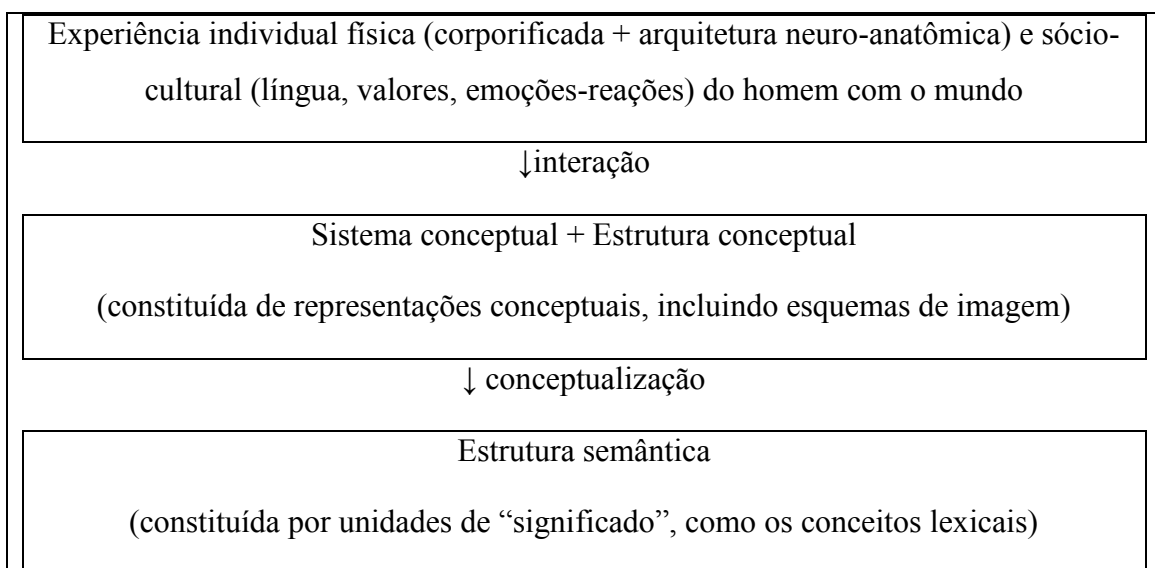 Experiência individual física (corporificada + arquitetura neuro-anatômica) e sócio-
cultural (língua, valores, emoções-reações) do homem com o mundo
↓interação
Sistema conceptual + Estrutura conceptual
(constituída de representações conceptuais, incluindo esquemas de imagem)
↓ conceptualização
Estrutura semântica
(constituída por unidades de “significado”, como os conceitos lexicais)